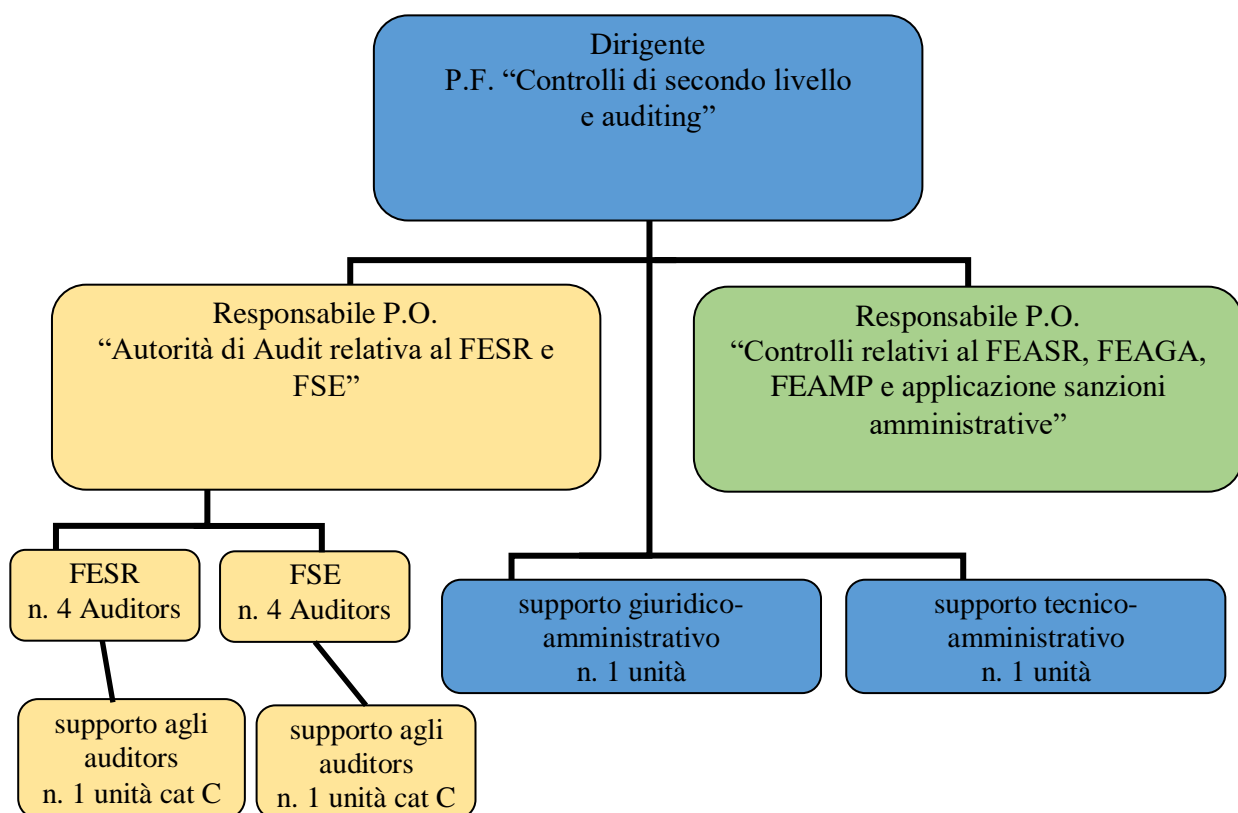 Dirigente
P.F. “Controlli di secondo livello
e auditing”
Responsabile P.O.
“Autorità di Audit relativa al FESR e
FSE”
Responsabile P.O.
“Controlli relativi al FEASR, FEAGA,
FEAMP e applicazione sanzioni
amministrative”
FESR
n. 4 Auditors
FSE
n. 4 Auditors
supporto giuridico-
amministrativo
n. 1 unità
supporto tecnico-
amministrativo
n. 1 unità
supporto agli
auditors
n. 1 unità cat C
supporto agli
auditors
n. 1 unità cat C